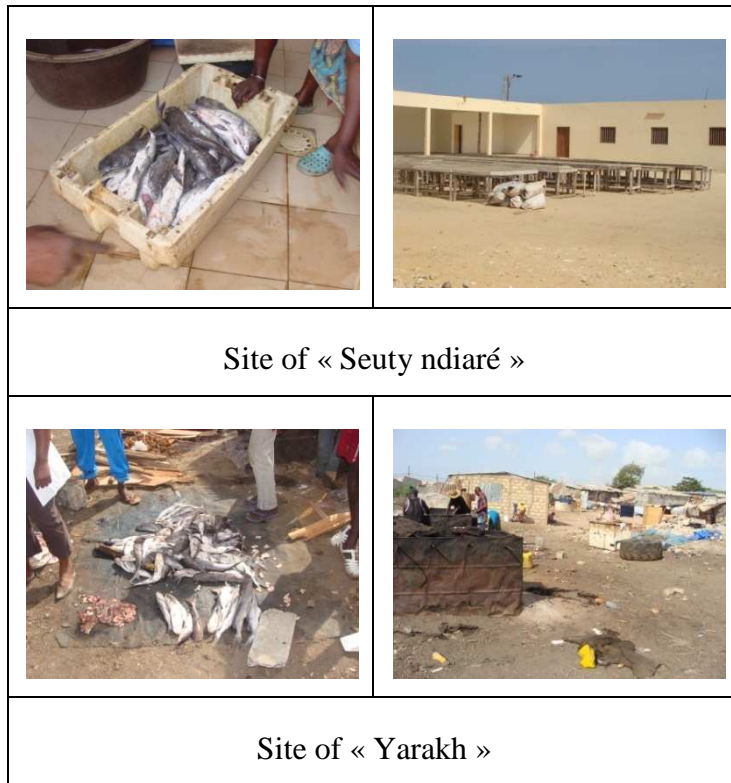 Site of « Seuty ndiaré »
Site of « Yarakh »